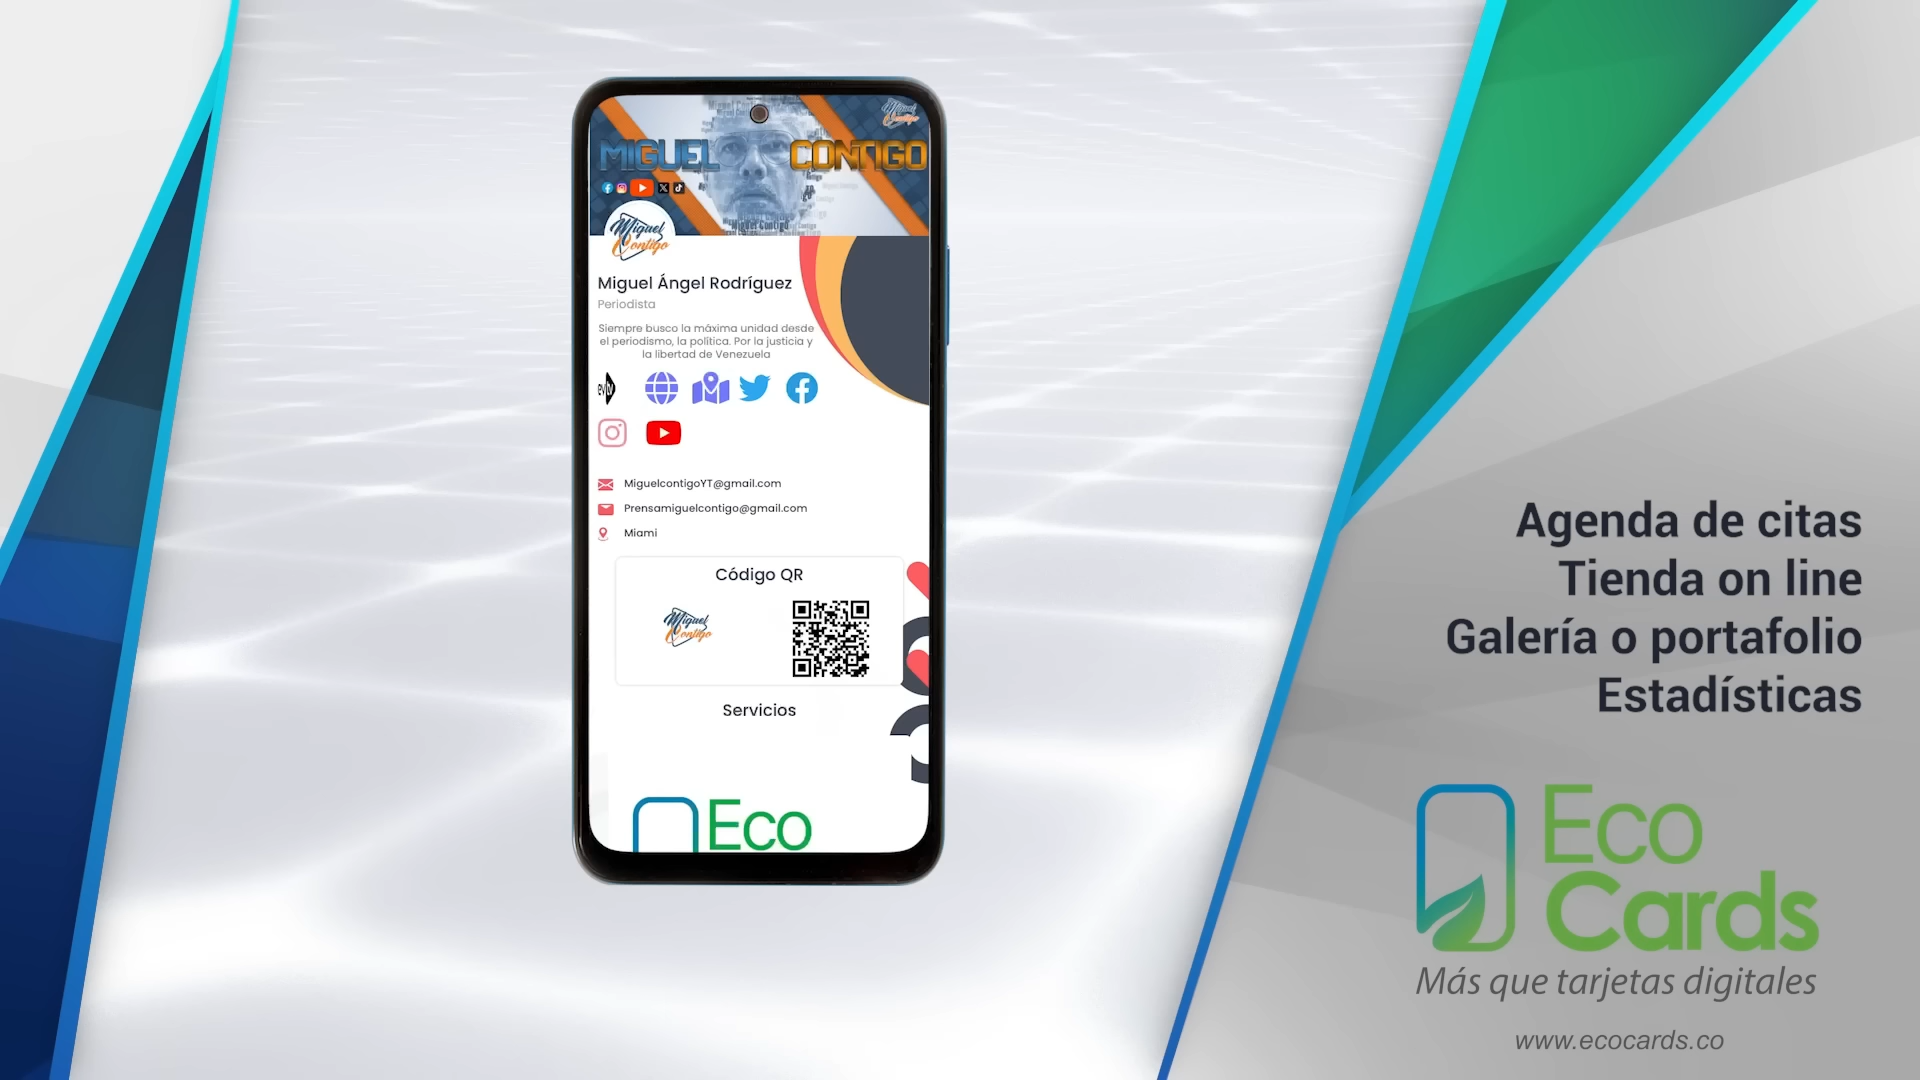 MIGUEL CONTIGO
Miguel
Contigo
Miguel Ángel Rodríguez
Periodista
Siempre busco la máxima unidad desde
el periodismo, la política. Por la justicia y
la libertad de Venezuela
evtv
MiguelcontigoYT@gmail.com
Prensamiguelcontigo@gmail.com
Miami
Código QR
Miguel
Contigo
Servicios
Eco
Agenda de citas
Tienda on line
Galería o portafolio
Estadísticas
Eco
Cards
Más que tarjetas digitales
www.ecocards.co